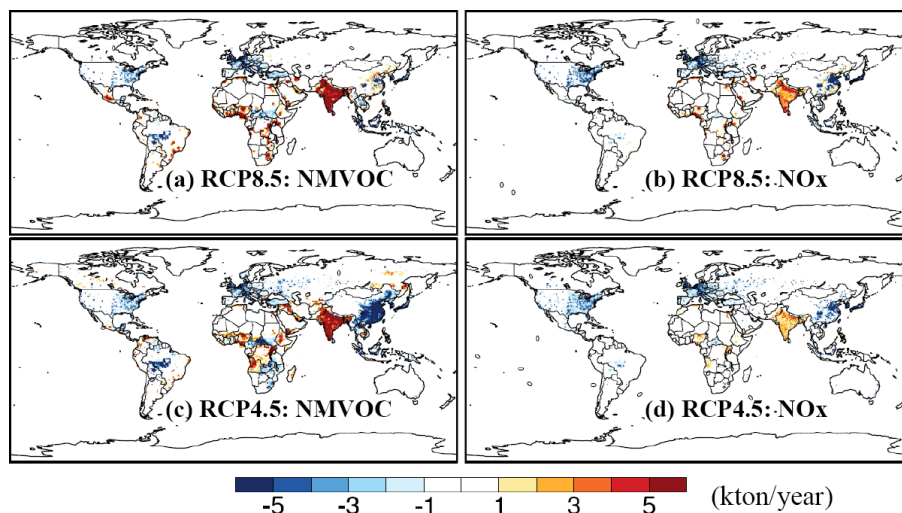 (a) RCP8.5: NMVOC
(b) RCP8.5: NOx
(c) RCP4.5: NMVOC
(d) RCP4.5: NOx
-5 -3 -1 1 3 5 (kton/year)